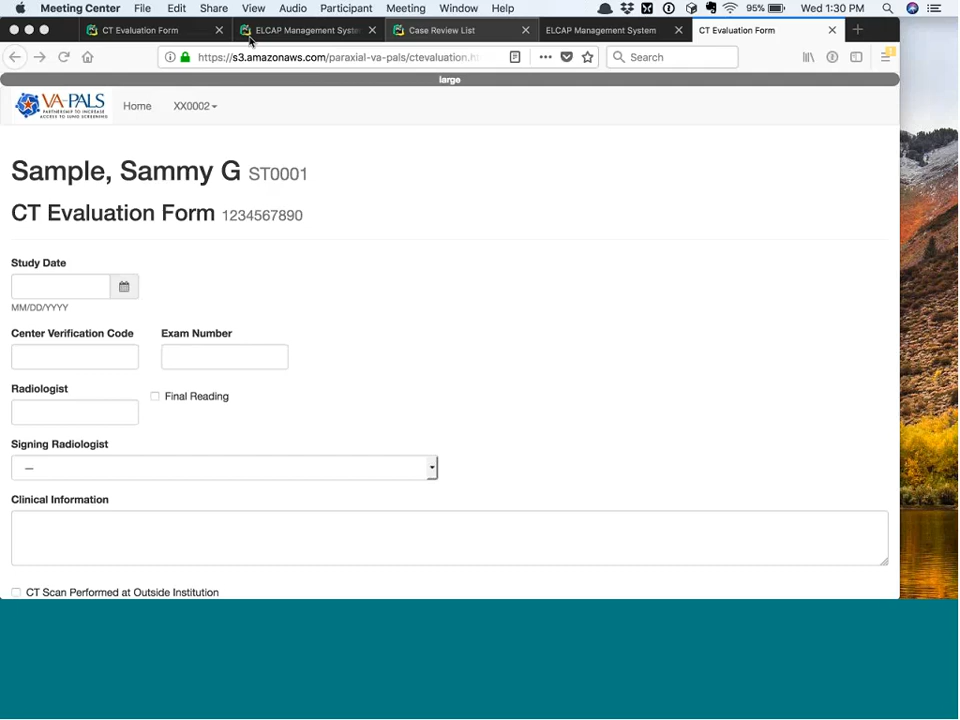 Meeting Center File Edit Share View Audio Participant Meeting Window Help 95% Wed 1:30 PM
CT Evaluation Form ELCAP Management Syste Case Review List ELCAP Management System CT Evaluation Form
https://s3.amazonaws.com/paraxial-va-pals/ctevaluation.h Search
large
VA-PALS Home XX0002
PARTNERSHIP TO INCREASE
ACCESS TO LUNG SCREENING
Sample, Sammy G ST0001
CT Evaluation Form 1234567890
Study Date
MM/DD/YYYY
Center Verification Code Exam Number
Radiologist
Final Reading
Signing Radiologist
—
Clinical Information
CT Scan Performed at Outside Institution